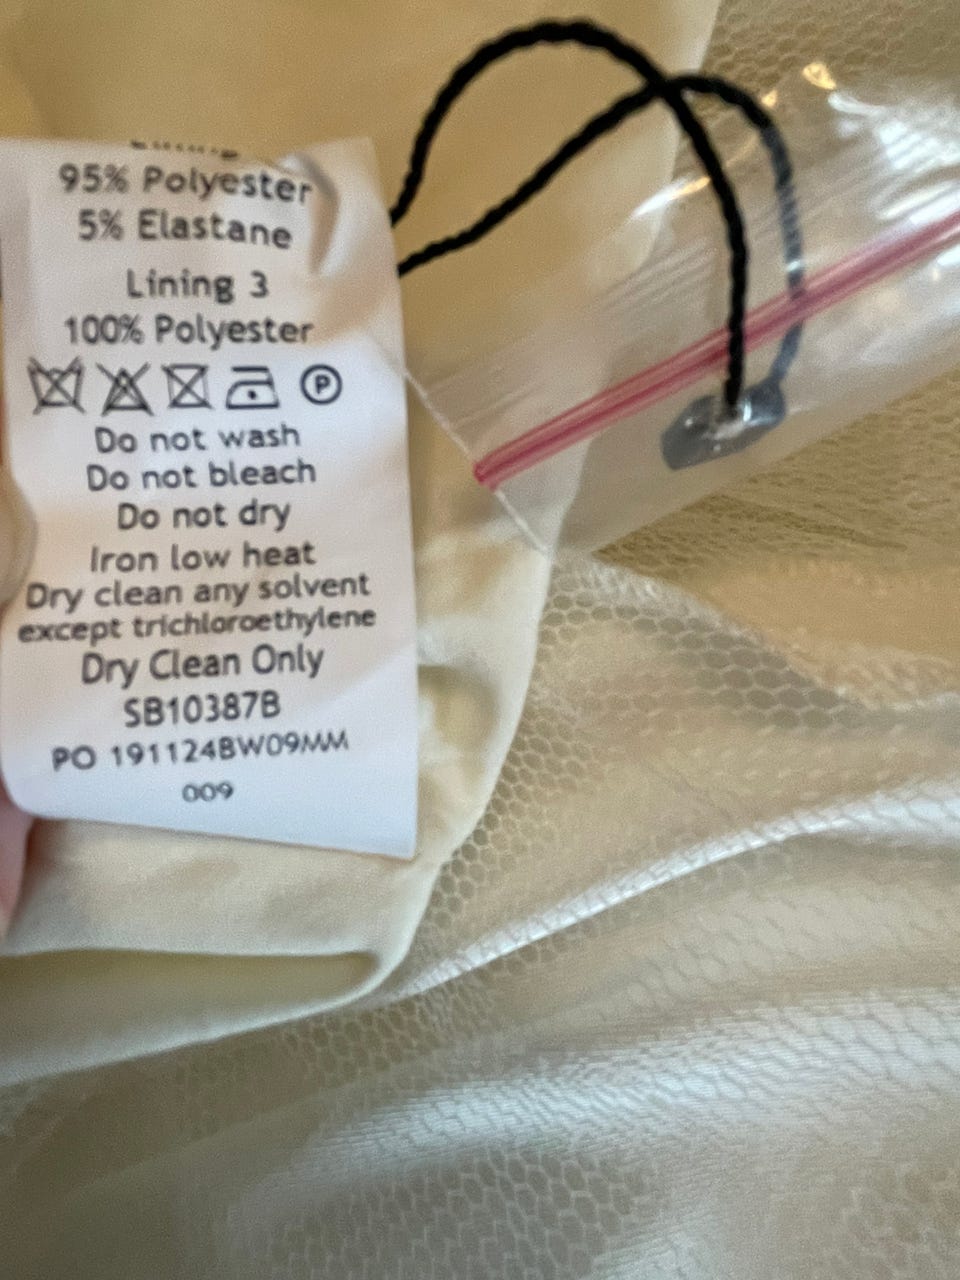 95% Polyester
5% Elastane
Lining 3
100% Polyester
P
Do not wash
Do not bleach
Do not dry
Iron low heat
Dry clean any solvent
except trichloroethylene
Dry Clean Only
SB10387B
PO 191124BW09MM
009